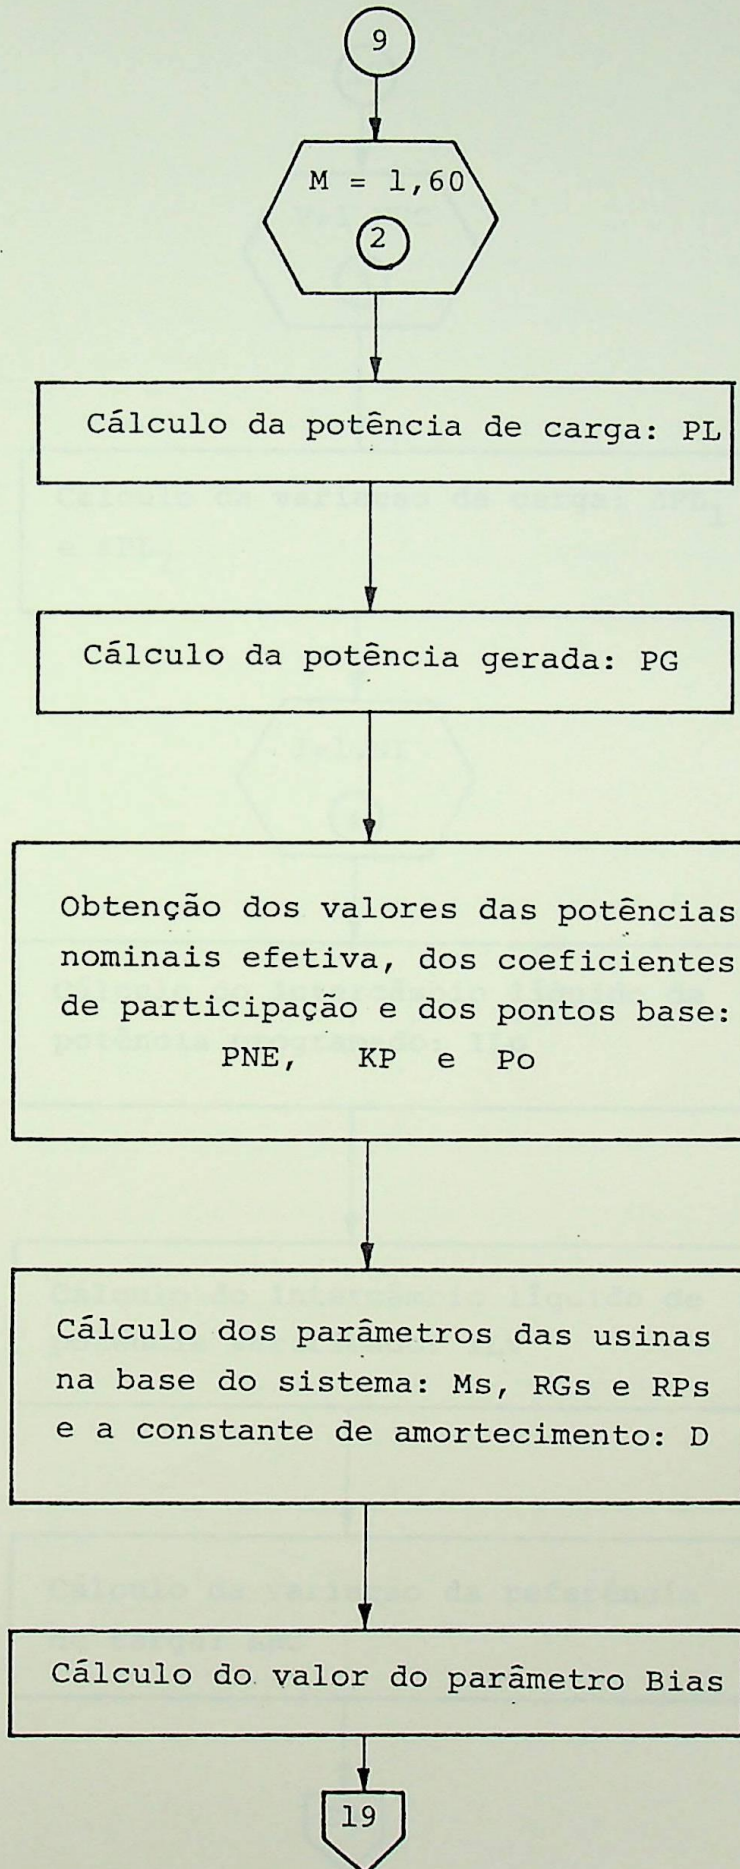 9
M = 1,60
2
Cálculo da potência de carga: PL
Cálculo da potência gerada: PG
Obtenção dos valores das potências
nominais efetiva, dos coeficientes
de participação e dos pontos base:
PNE, KP e Po
Cálculo dos parâmetros das usinas
na base do sistema: Ms, RGs e RPs
e a constante de amortecimento: D
Cálculo do valor do parâmetro Bias
19